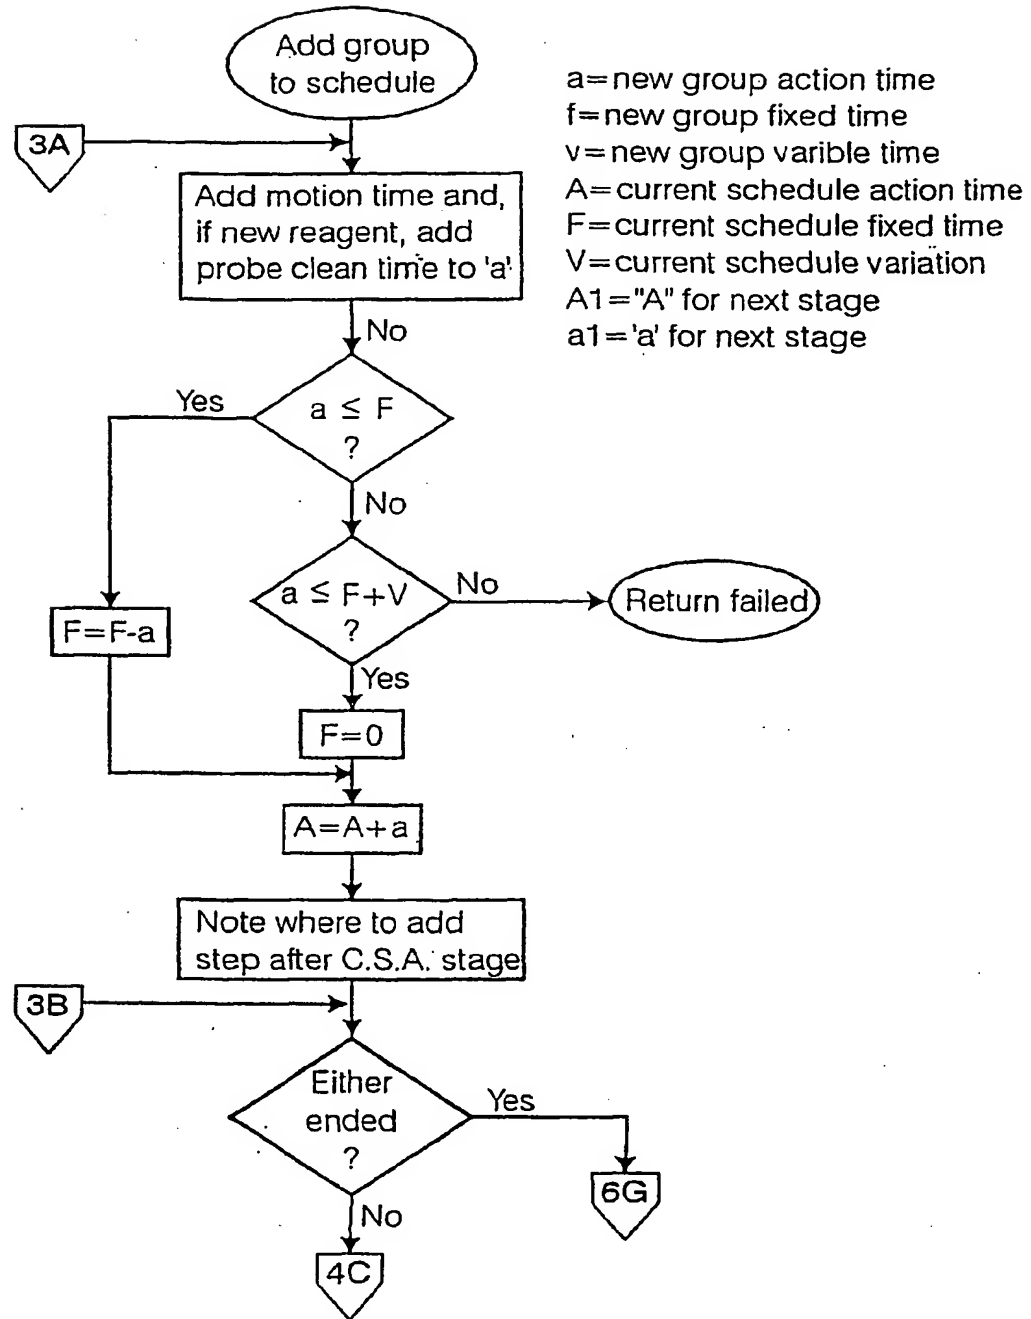 Add group
to schedule
a=new group action time
f=new group fixed time
v=new group varible time
A=current schedule action time
F=current schedule fixed time
V=current schedule variation
A1="A" for next stage
a1='a' for next stage
3A
Add motion time and,
if new reagent, add
probe clean time to 'a'
No
Yes
a ≤ F
?
No
a ≤ F+V
?
No
Return failed
F=F-a
Yes
F=0
A=A+a
Note where to add
step after C.S.A. stage
3B
Either
ended
?
Yes
6G
No
4C